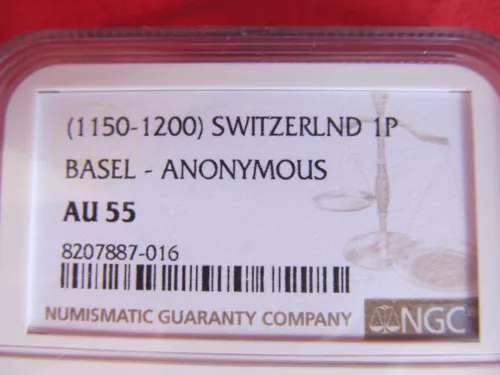 (1150-1200) SWITZERLND 1P
BASEL - ANONYMOUS
AU 55
8207887-016
NUMISMATIC GUARANTY COMPANY
NGC